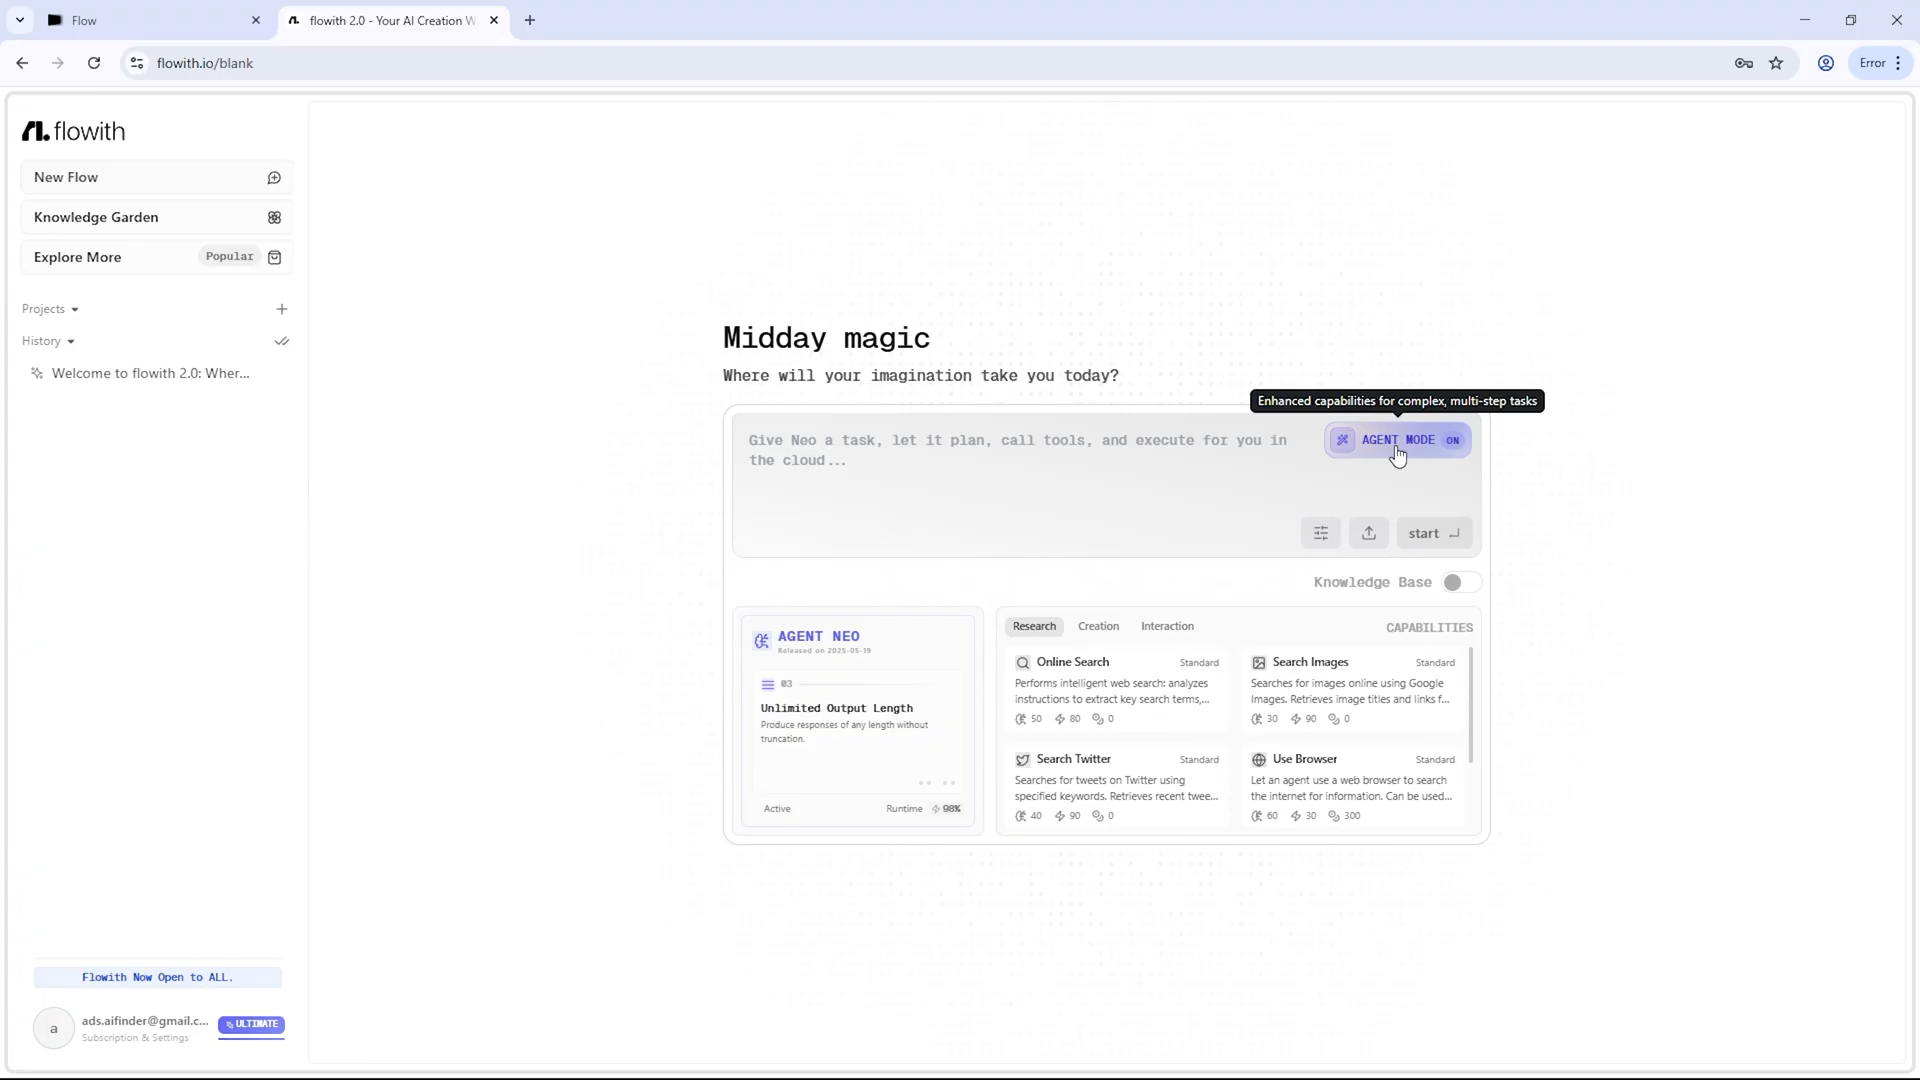 Flow
flowith 2.0 - Your AI Creation W
flowith.io/blank
Error
flowith
New Flow
Knowledge Garden
Explore More
Popular
Projects
History
Welcome to flowith 2.0: Wher...
Midday magic
Where will your imagination take you today?
Enhanced capabilities for complex, multi-step tasks
Give Neo a task, let it plan, call tools, and execute for you in
the cloud...
AGENT MODE ON
start
Knowledge Base
AGENT NEO
Released on 2025-05-19
03
Unlimited Output Length
Produce responses of any length without
truncation.
Active
Runtime 98%
Research
Creation
Interaction
CAPABILITIES
Online Search
Standard
Performs intelligent web search: analyzes
instructions to extract key search terms,...
50 80 0
Search Images
Standard
Searches for images online using Google
Images. Retrieves image titles and links f...
30 90 0
Search Twitter
Standard
Searches for tweets on Twitter using
specified keywords. Retrieves recent twee...
40 90 0
Use Browser
Standard
Let an agent use a web browser to search
the internet for information. Can be used...
60 30 300
Flowith Now Open to ALL.
a
ads.aifinder@gmail.c...
Subscription & Settings
ULTIMATE